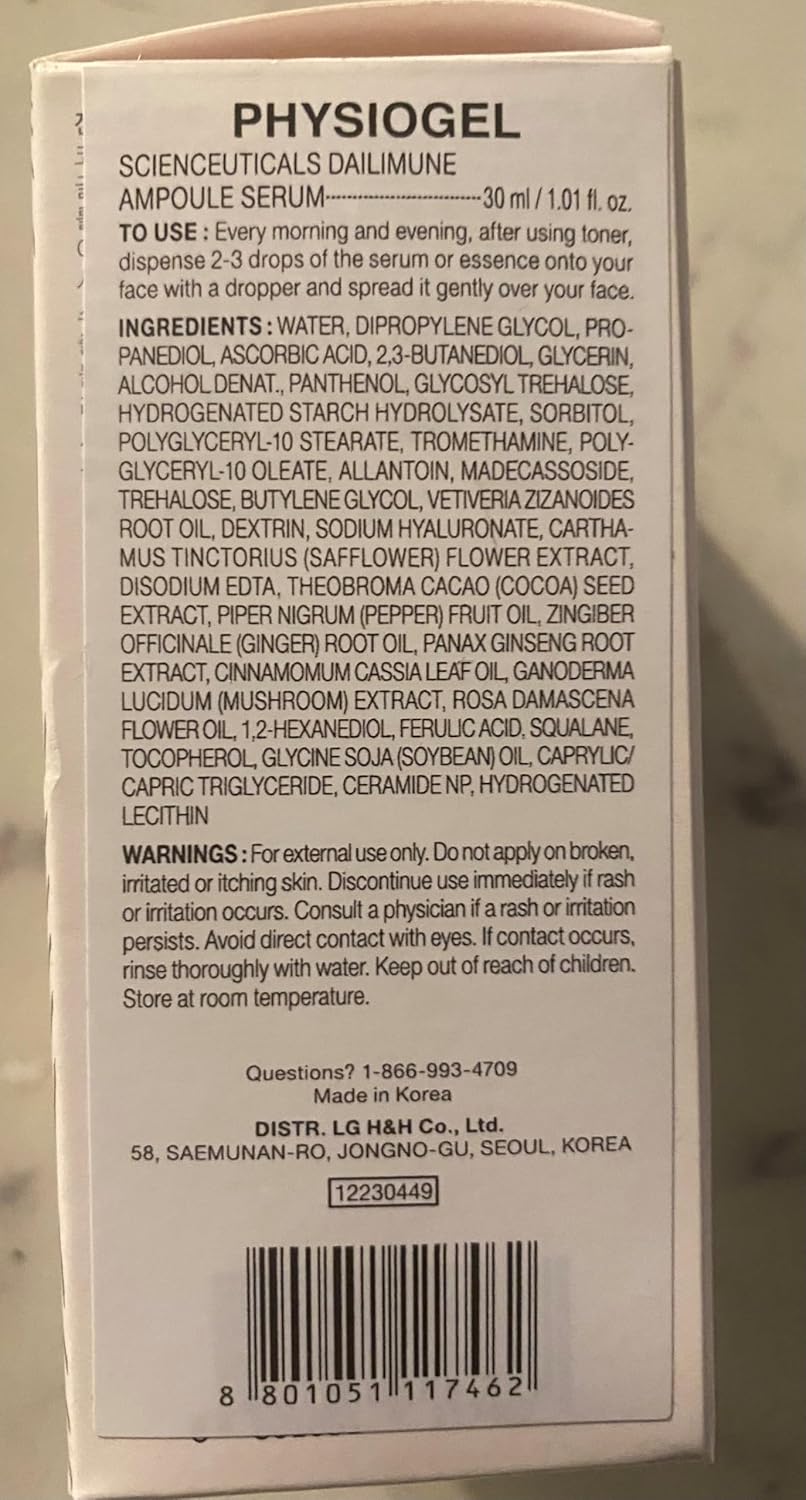 PHYSIOGEL
SCIENCEUTICALS DAILIMUNE
AMPOULE SERUM------------------------------30 ml / 1.01 fl. oz.
TO USE : Every morning and evening, after using toner,
dispense 2-3 drops of the serum or essence onto your
face with a dropper and spread it gently over your face.
INGREDIENTS : WATER, DIPROPYLENE GLYCOL, PRO-
PANEDIOL, ASCORBIC ACID, 2,3-BUTANEDIOL, GLYCERIN,
ALCOHOL DENAT., PANTHENOL, GLYCOSYL TREHALOSE,
HYDROGENATED STARCH HYDROLYSATE, SORBITOL,
POLYGLYCERYL-10 STEARATE, TROMETHAMINE, POLY-
GLYCERYL-10 OLEATE, ALLANTOIN, MADECASSOSIDE,
TREHALOSE, BUTYLENE GLYCOL, VETIVERIA ZIZANOIDES
ROOT OIL, DEXTRIN, SODIUM HYALURONATE, CARTHA-
MUS TINCTORIUS (SAFFLOWER) FLOWER EXTRACT,
DISODIUM EDTA, THEOBROMA CACAO (COCOA) SEED
EXTRACT, PIPER NIGRUM (PEPPER) FRUIT OIL, ZINGIBER
OFFICINALE (GINGER) ROOT OIL, PANAX GINSENG ROOT
EXTRACT, CINNAMOMUM CASSIA LEAF OIL, GANODERMA
LUCIDUM (MUSHROOM) EXTRACT, ROSA DAMASCENA
FLOWER OIL, 1,2-HEXANEDIOL, FERULIC ACID, SQUALANE,
TOCOPHEROL, GLYCINE SOJA (SOYBEAN) OIL, CAPRYLIC/
CAPRIC TRIGLYCERIDE, CERAMIDE NP, HYDROGENATED
LECITHIN
WARNINGS : For external use only. Do not apply on broken,
irritated or itching skin. Discontinue use immediately if rash
or irritation occurs. Consult a physician if a rash or irritation
persists. Avoid direct contact with eyes. If contact occurs,
rinse thoroughly with water. Keep out of reach of children.
Store at room temperature.
Questions? 1-866-993-4709
Made in Korea
DISTR. LG H&H Co., Ltd.
58, SAEMUNAN-RO, JONGNO-GU, SEOUL, KOREA
12230449
8 801051 117462